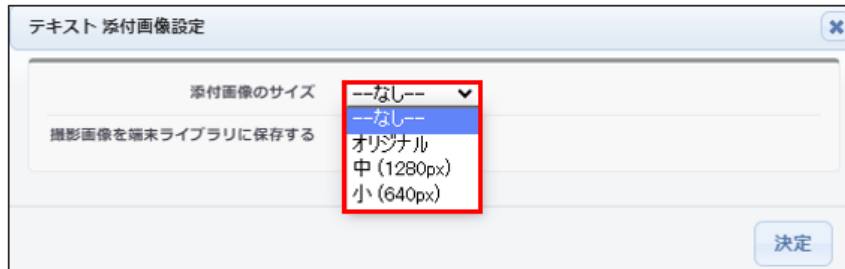 テキスト 添付画像設定
添付画像のサイズ
--なし--
--なし--
オリジナル
中 (1280px)
小 (640px)
撮影画像を端末ライブラリに保存する
決定